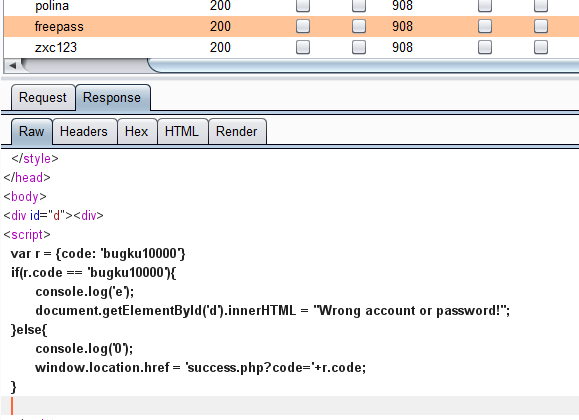 polina 200 908
freepass 200 908
zxc123 200 908
Request Response
Raw Headers Hex HTML Render
</style>
</head>
<body>
<div id="d"><div>
<script>
var r = {code: 'bugku10000'}
if(r.code == 'bugku10000'){
console.log('e');
document.getElementById('d').innerHTML = "Wrong account or password!";
}else{
console.log('0');
window.location.href = 'success.php?code='+r.code;
}